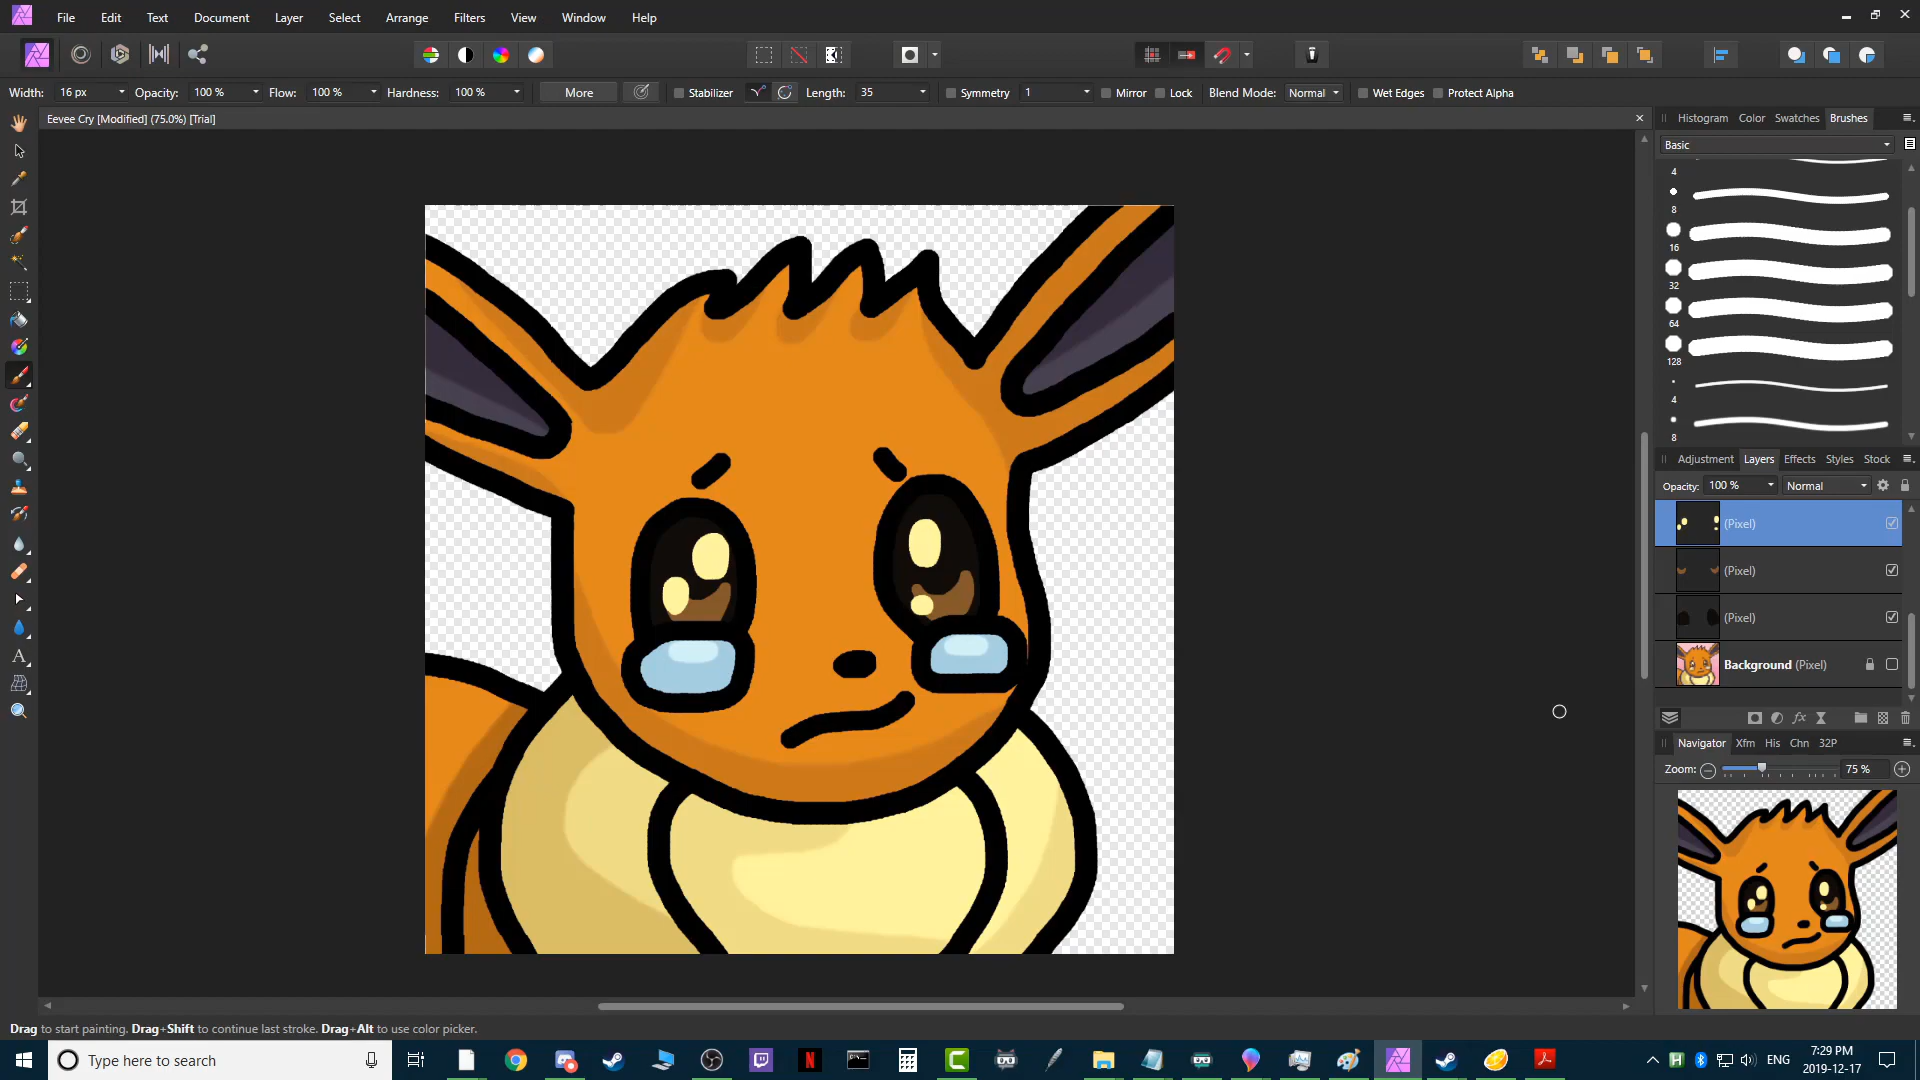 File Edit Text Document Layer Select Arrange Filters View Window Help
Width: 16 px Opacity: 100 % Flow: 100 % Hardness: 100 % More Stabilizer Length: 35 Symmetry 1 Mirror Lock Blend Mode: Normal Wet Edges Protect Alpha
Eevee Cry [Modified] (75.0%) [Trial]
Histogram Color Swatches Brushes
Basic
4
8
16
32
64
128
4
8
Adjustment Layers Effects Styles Stock
Opacity: 100 % Normal
(Pixel)
(Pixel)
(Pixel)
Background (Pixel)
Navigator Xfm His Chn 32P
Zoom: 75 %
Drag to start painting. Drag+Shift to continue last stroke. Drag+Alt to use color picker.
Type here to search
ENG
7:29 PM
2019-12-17